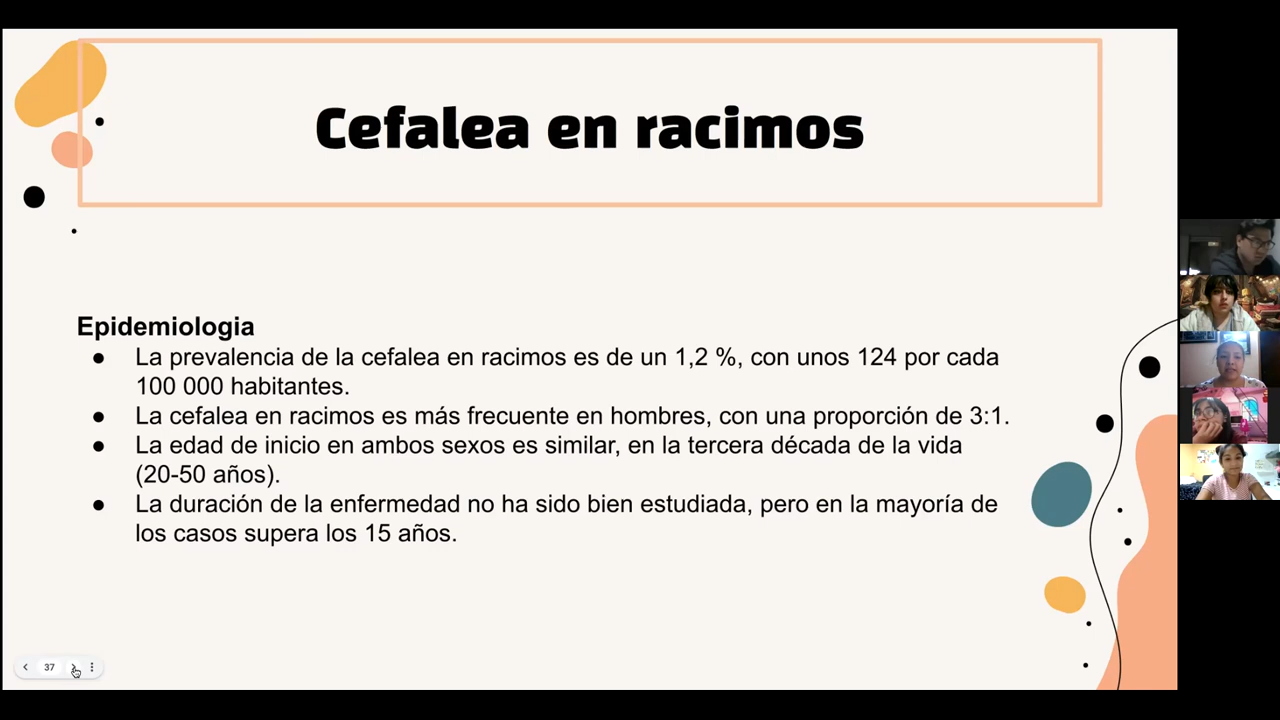 Cefalea en racimos
Epidemiologia
● La prevalencia de la cefalea en racimos es de un 1,2 %, con unos 124 por cada
100 000 habitantes.
● La cefalea en racimos es más frecuente en hombres, con una proporción de 3:1.
● La edad de inicio en ambos sexos es similar, en la tercera década de la vida
(20-50 años).
● La duración de la enfermedad no ha sido bien estudiada, pero en la mayoría de
los casos supera los 15 años.
37